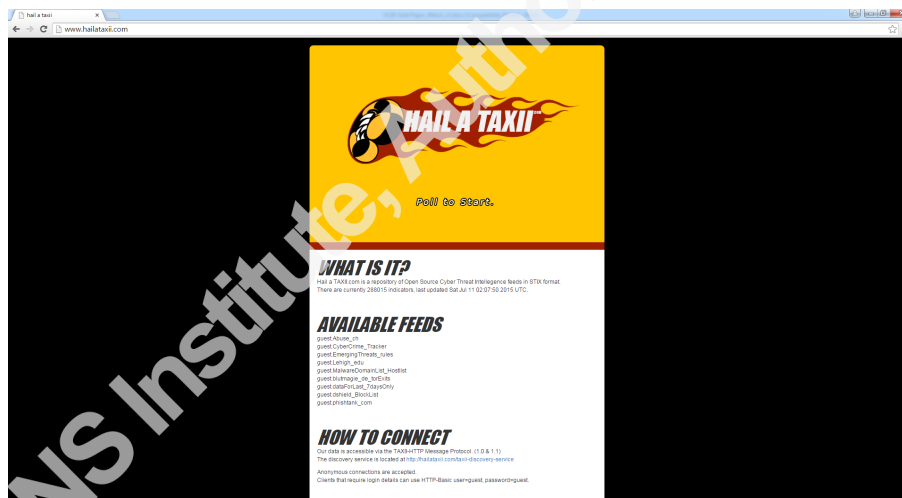 hail a taxii
www.hailataxii.com
HAIL A TAXII.com
Poll to Start.
WHAT IS IT?
Hail a TAXII.com is a repository of Open Source Cyber Threat Intellegence feeds in STIX format.
There are currently 288015 indicators, last updated Sat Jul 11 02:07:50 2015 UTC.
AVAILABLE FEEDS
guest.Abuse_ch
guest.CyberCrime_Tracker
guest.EmergingThreats_rules
guest.Lehigh_edu
guest.MalwareDomainList_Hostlist
guest.blutmagie_de_torExits
guest.dataForLast_7daysOnly
guest.dshield_BlockList
guest.phishtank_com
HOW TO CONNECT
Our data is accessible via the TAXII-HTTP Message Protocol. (1.0 & 1.1)
The discovery service is located at http://hailataxii.com/taxii-discovery-service
Anonymous connections are accepted.
Clients that require login details can use HTTP-Basic user=guest, password=guest.
NS Institute, Autho